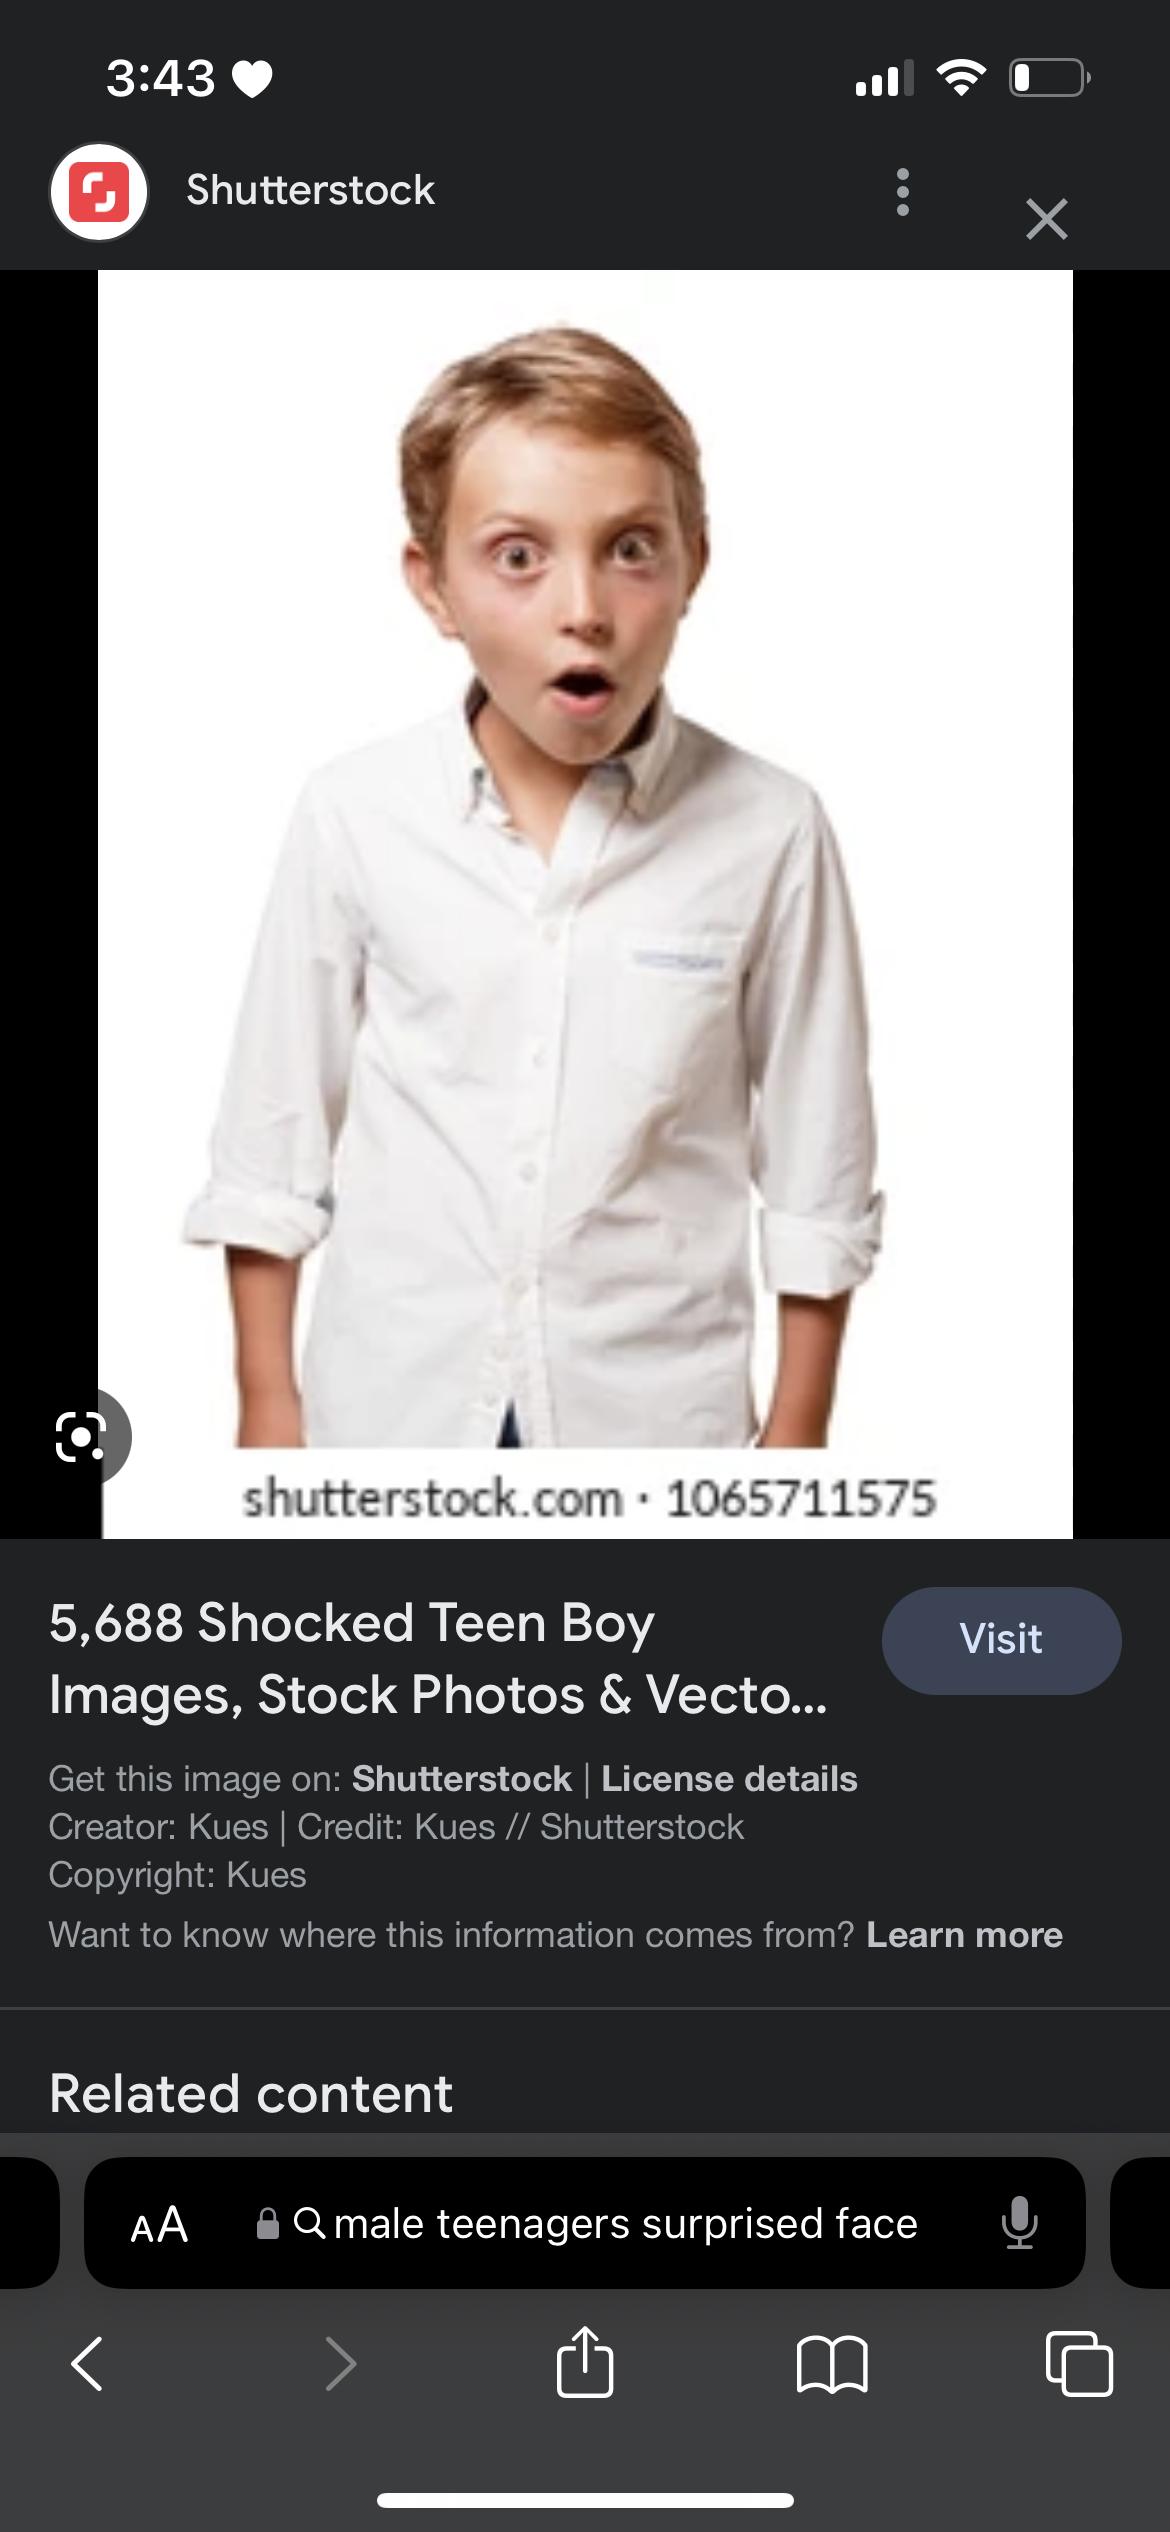 3:43
Shutterstock
shutterstock.com · 1065711575
5,688 Shocked Teen Boy
Images, Stock Photos & Vecto...
Visit
Get this image on: Shutterstock | License details
Creator: Kues | Credit: Kues // Shutterstock
Copyright: Kues
Want to know where this information comes from? Learn more
Related content
AA male teenagers surprised face